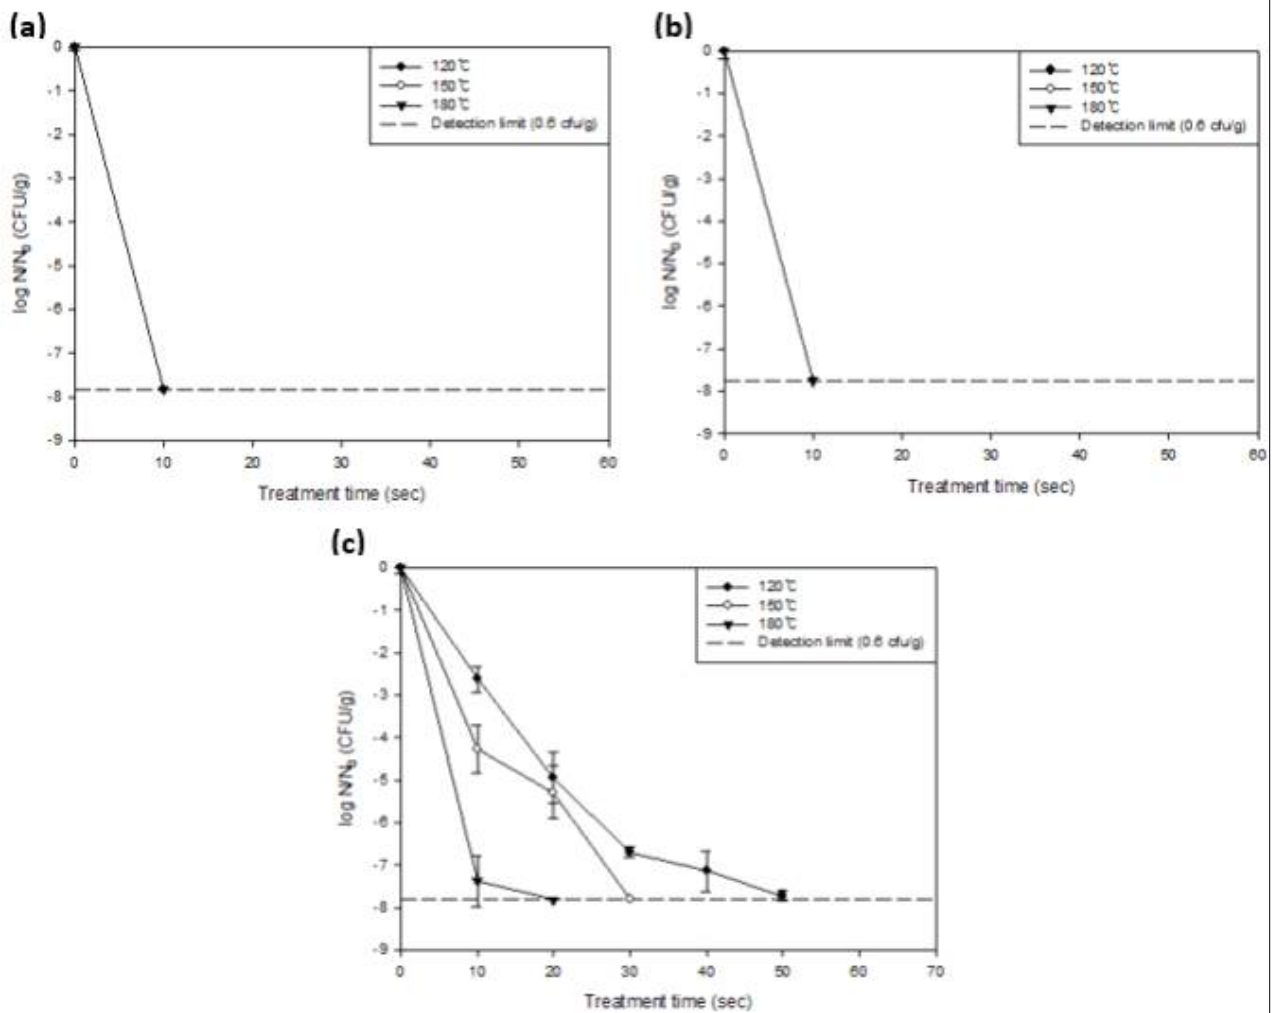 (a)
0
-1
-2
-3
-4
-5
-6
-7
-8
-9
log N/N₀ (CFU/g)
120℃
150℃
180℃
Detection limit (0.6 cfu/g)
0 10 20 30 40 50 60
Treatment time (sec)
(b)
0
-1
-2
-3
-4
-5
-6
-7
-8
-9
log N/N₀ (CFU/g)
120℃
150℃
180℃
Detection limit (0.6 cfu/g)
0 10 20 30 40 50 60
Treatment time (sec)
(c)
0
-1
-2
-3
-4
-5
-6
-7
-8
-9
log N/N₀ (CFU/g)
120℃
150℃
180℃
Detection limit (0.6 cfu/g)
0 10 20 30 40 50 60 70
Treatment time (sec)